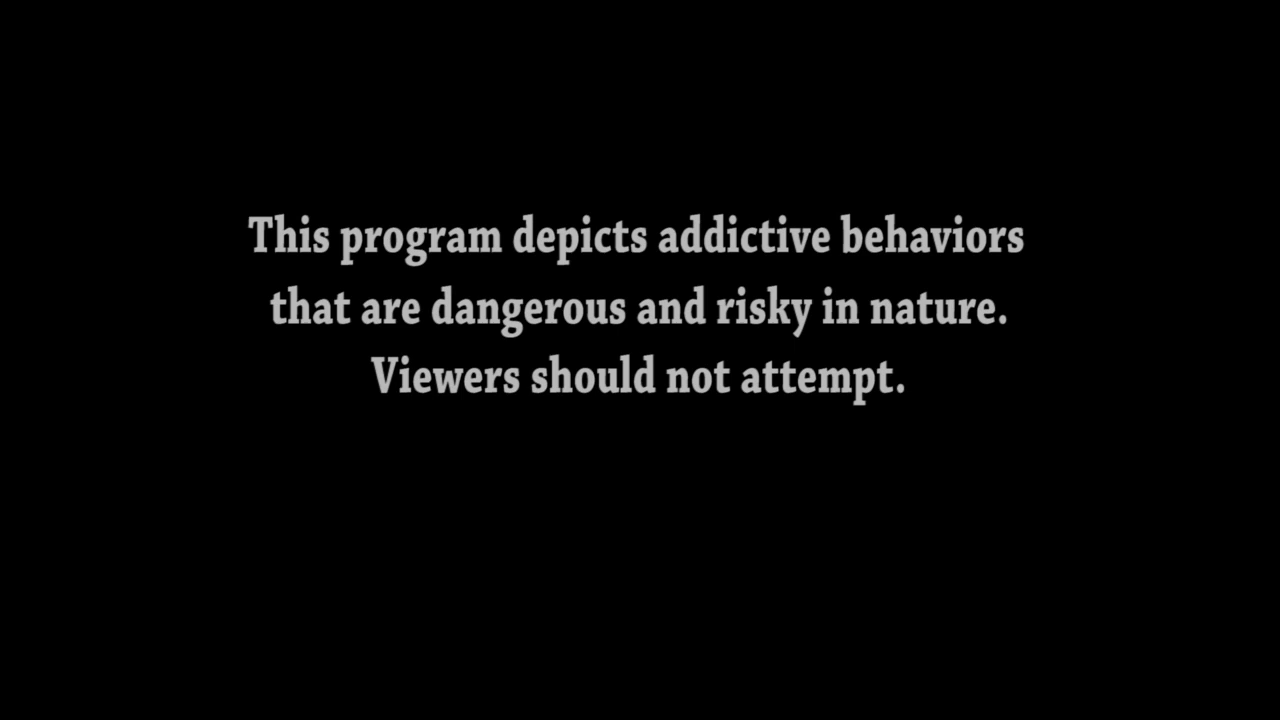 This program depicts addictive behaviors
that are dangerous and risky in nature.
Viewers should not attempt.